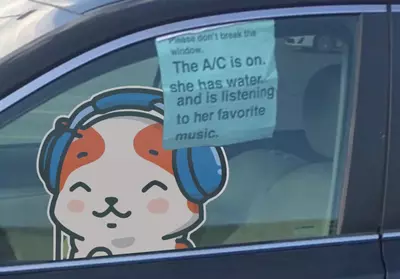 Please don't break the
window.
The A/C is on.
she has water.
and is listening
to her favorite
music.